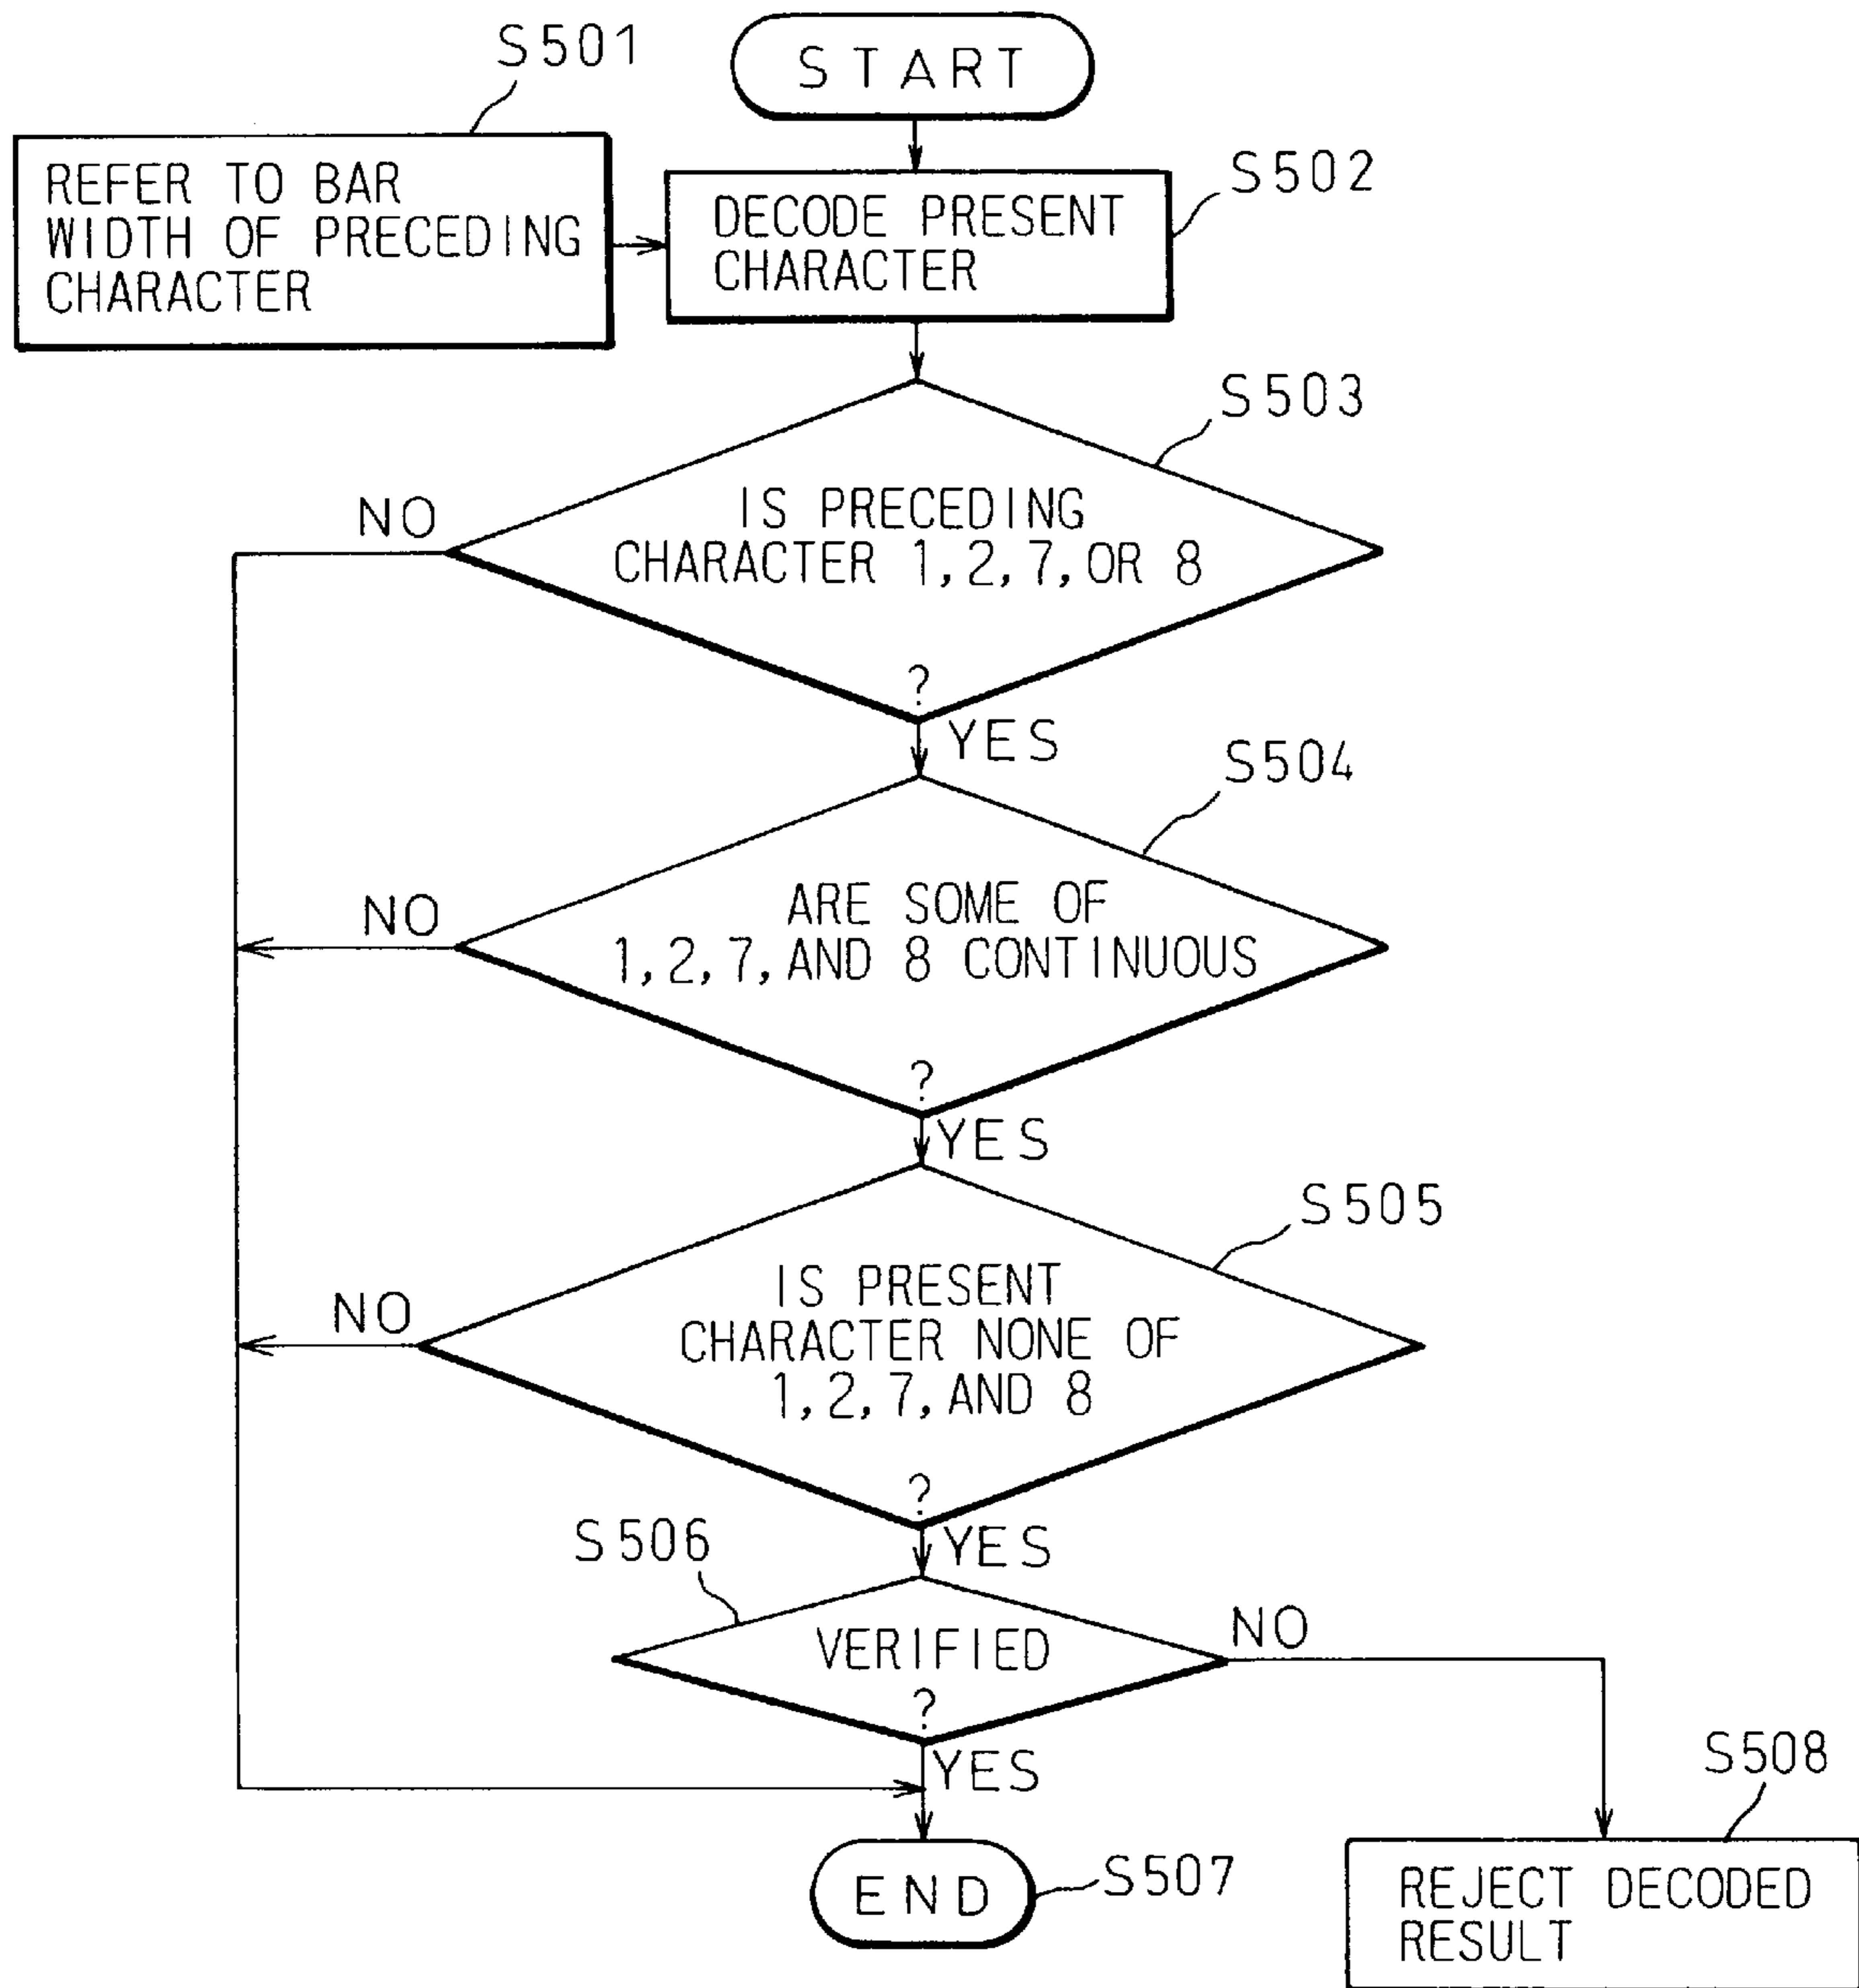 S501
START
REFER TO BAR
WIDTH OF PRECEDING
CHARACTER
S502
DECODE PRESENT
CHARACTER
S503
IS PRECEDING
CHARACTER 1,2,7,OR 8
?
NO
YES
S504
ARE SOME OF
1,2,7,AND 8 CONTINUOUS
?
NO
YES
S505
IS PRESENT
CHARACTER NONE OF
1,2,7,AND 8
?
NO
YES
S506
VERIFIED
?
NO
YES
S508
END
S507
REJECT DECODED
RESULT